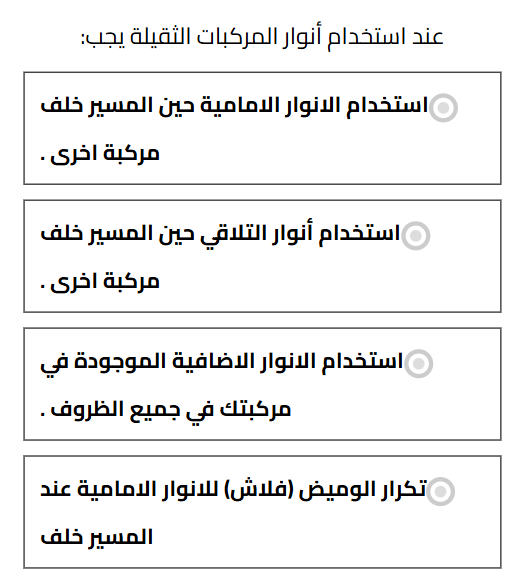 عند استخدام أنوار المركبات الثقيلة يجب:
استخدام الانوار الامامية حين المسير خلف
مركبة اخرى .
استخدام أنوار التلاقي حين المسير خلف
مركبة اخرى .
استخدام الانوار الاضافية الموجودة في
مركبتك في جميع الظروف .
تكرار الوميض (فلاش) للانوار الامامية عند
المسير خلف